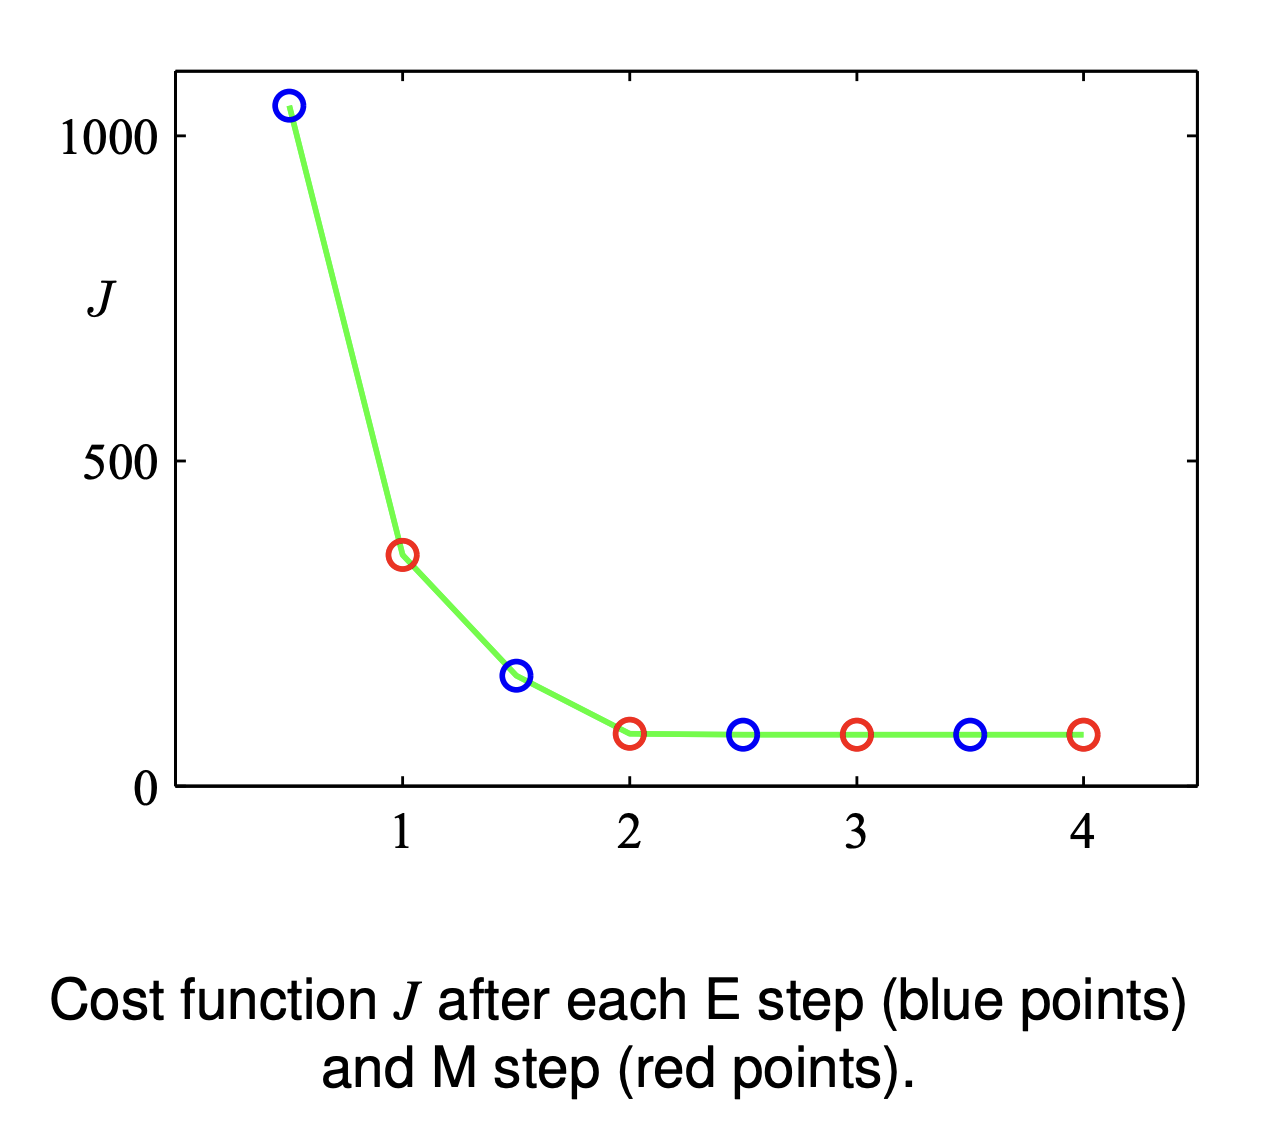 1000
J
500
0
1 2 3 4
Cost function J after each E step (blue points)
and M step (red points).